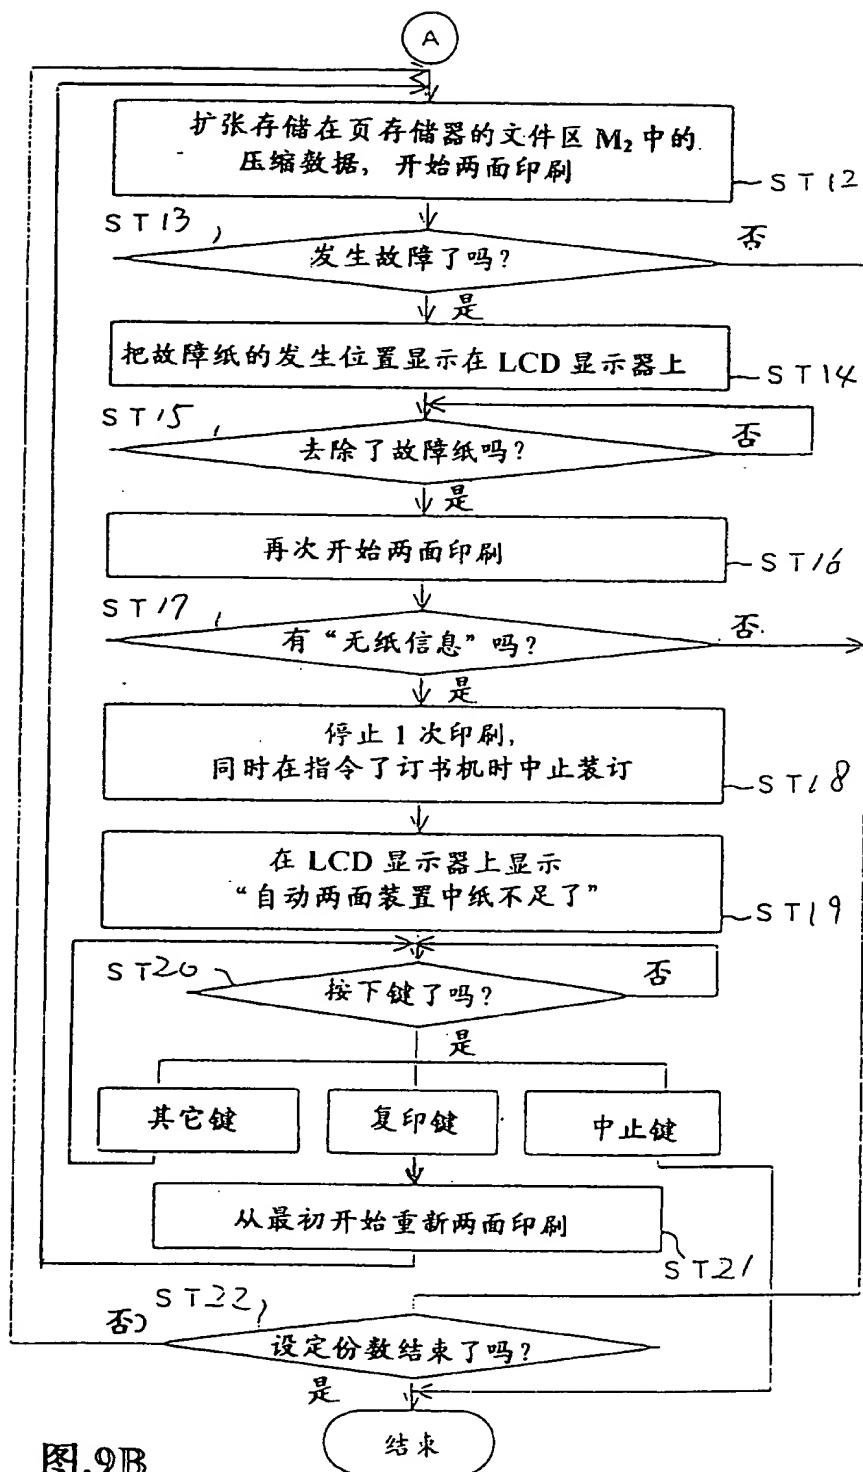 A
扩张存储在页存储器的文件区 M₂ 中的
压缩数据，开始两面印刷
ST12
ST13
发生故障了吗？
否
是
把故障纸的发生位置显示在 LCD 显示器上
ST14
ST15
去除了故障纸吗？
否
是
再次开始两面印刷
ST16
ST17
有“无纸信息”吗？
否
是
停止 1 次印刷，
同时在指令了订书机时中止装订
ST18
在 LCD 显示器上显示
“自动两面装置中纸不足了”
ST19
ST20
按下键了吗？
否
是
其它键
复印键
中止键
从最初开始重新两面印刷
ST21
ST22
否
设定份数结束了吗？
是
结束
图.9B